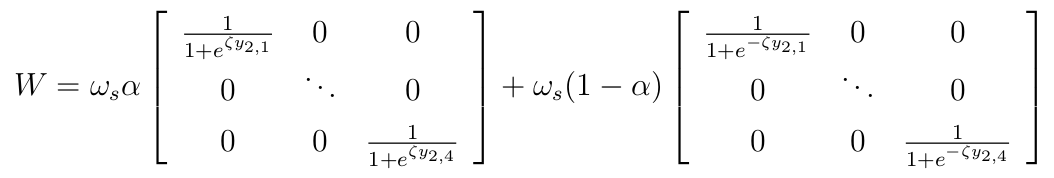 W = \omega_s \alpha \left[ \begin{array}{ccc} \frac{1}{1+e^{\zeta y_{2,1}}} & 0 & 0 \\ 0 & \ddots & 0 \\ 0 & 0 & \frac{1}{1+e^{\zeta y_{2,4}}} \end{array} \right] + \omega_s (1 - \alpha) \left[ \begin{array}{ccc} \frac{1}{1+e^{-\zeta y_{2,1}}} & 0 & 0 \\ 0 & \ddots & 0 \\ 0 & 0 & \frac{1}{1+e^{-\zeta y_{2,4}}} \end{array} \right]